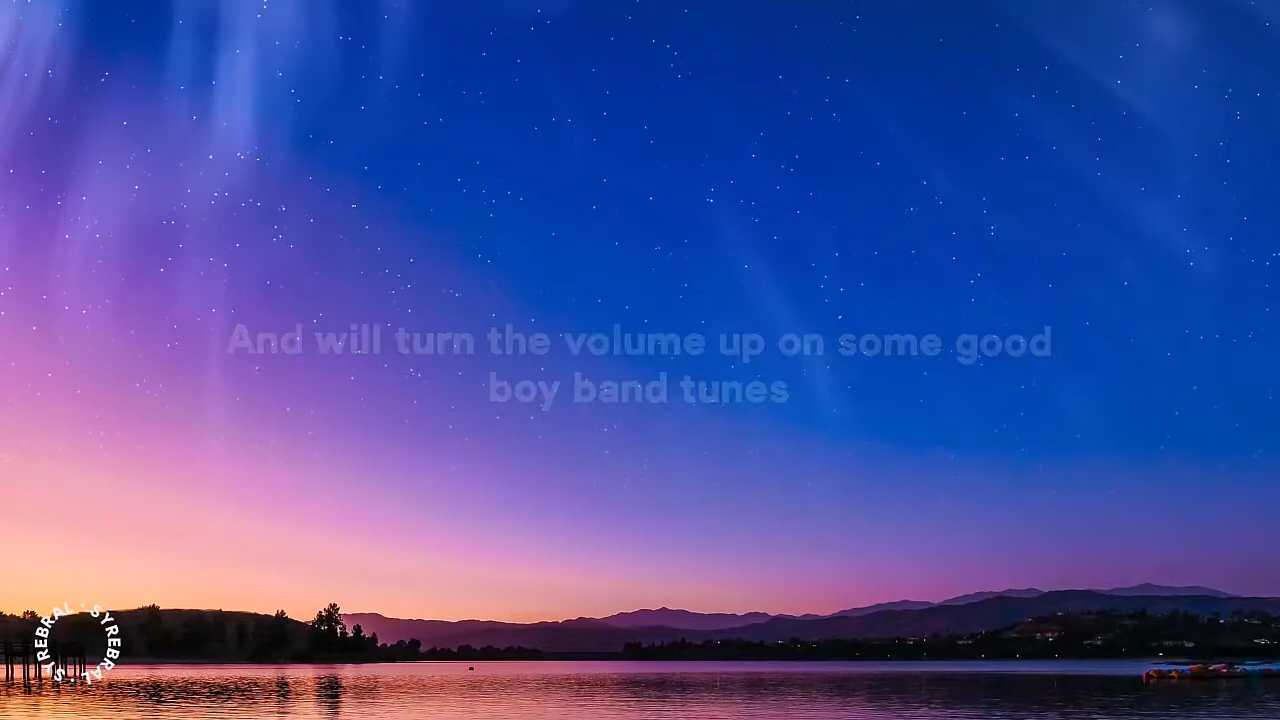 And will turn the volume up on some good
boy band tunes
SYREBRAL · SYREBRAL ·